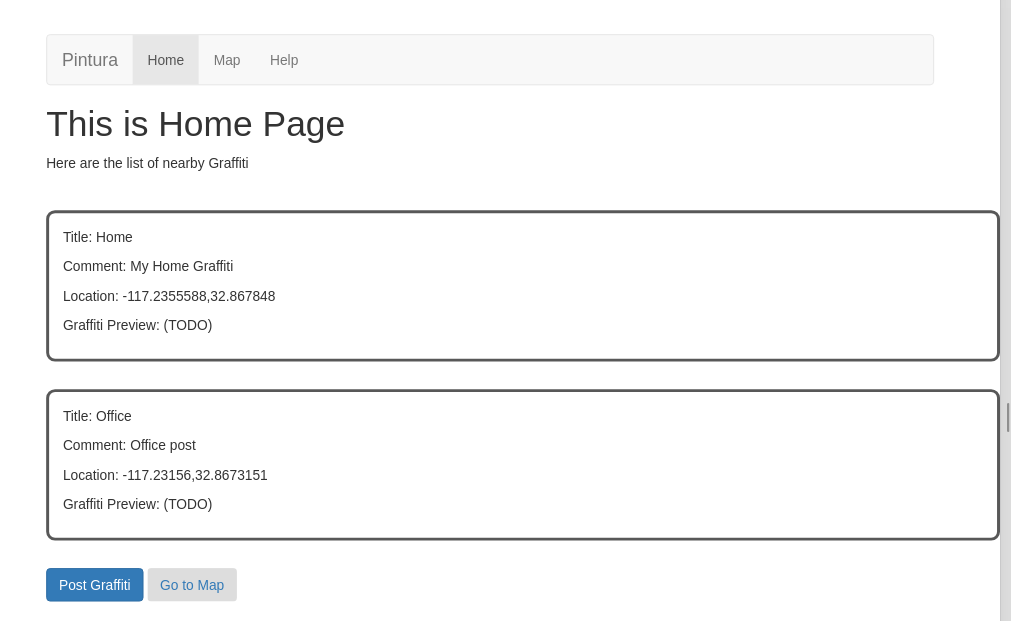 Pintura Home Map Help
This is Home Page
Here are the list of nearby Graffiti
Title: Home
Comment: My Home Graffiti
Location: -117.2355588,32.867848
Graffiti Preview: (TODO)
Title: Office
Comment: Office post
Location: -117.23156,32.8673151
Graffiti Preview: (TODO)
Post Graffiti Go to Map